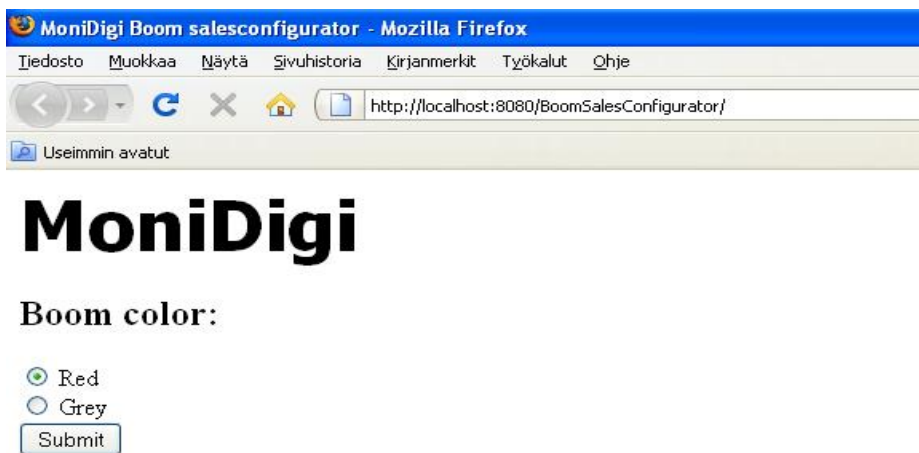 MoniDigi Boom salesconfigurator - Mozilla Firefox
Tiedosto Muokkaa Näytä Sivuhistoria Kirjanmerkit Työkalut Ohje
http://localhost:8080/BoomSalesConfigurator/
Useimmin avatut
MoniDigi
Boom color:
Red
Grey
Submit